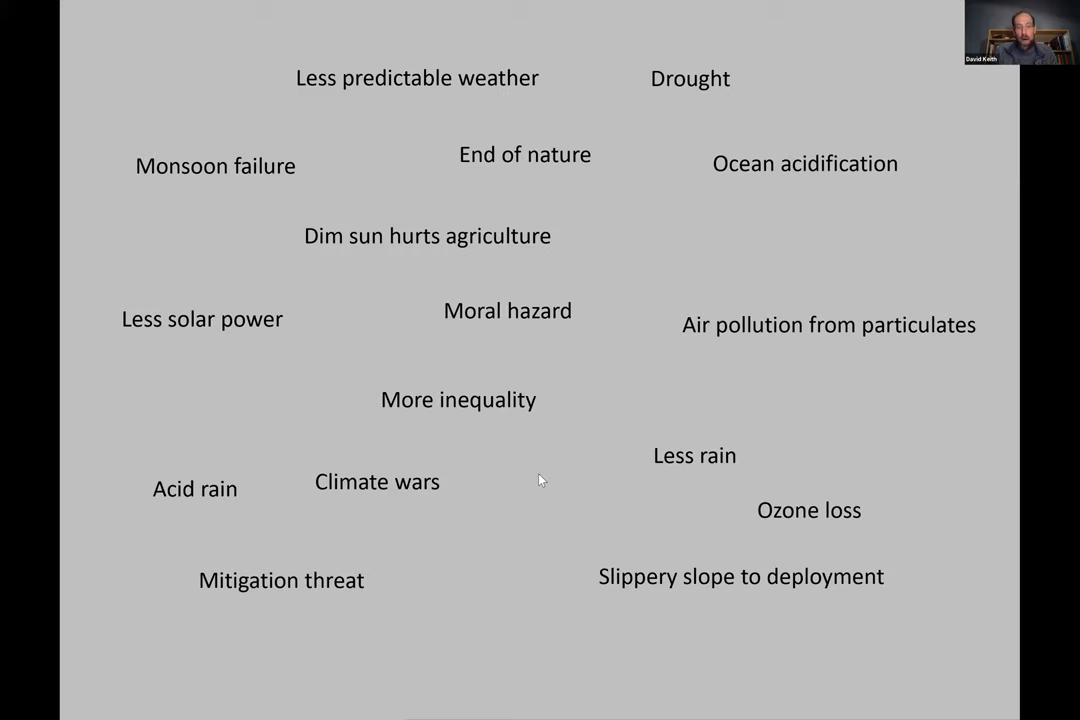 David Keith
Less predictable weather
Drought
Monsoon failure
End of nature
Ocean acidification
Dim sun hurts agriculture
Less solar power
Moral hazard
Air pollution from particulates
More inequality
Less rain
Acid rain
Climate wars
Ozone loss
Mitigation threat
Slippery slope to deployment